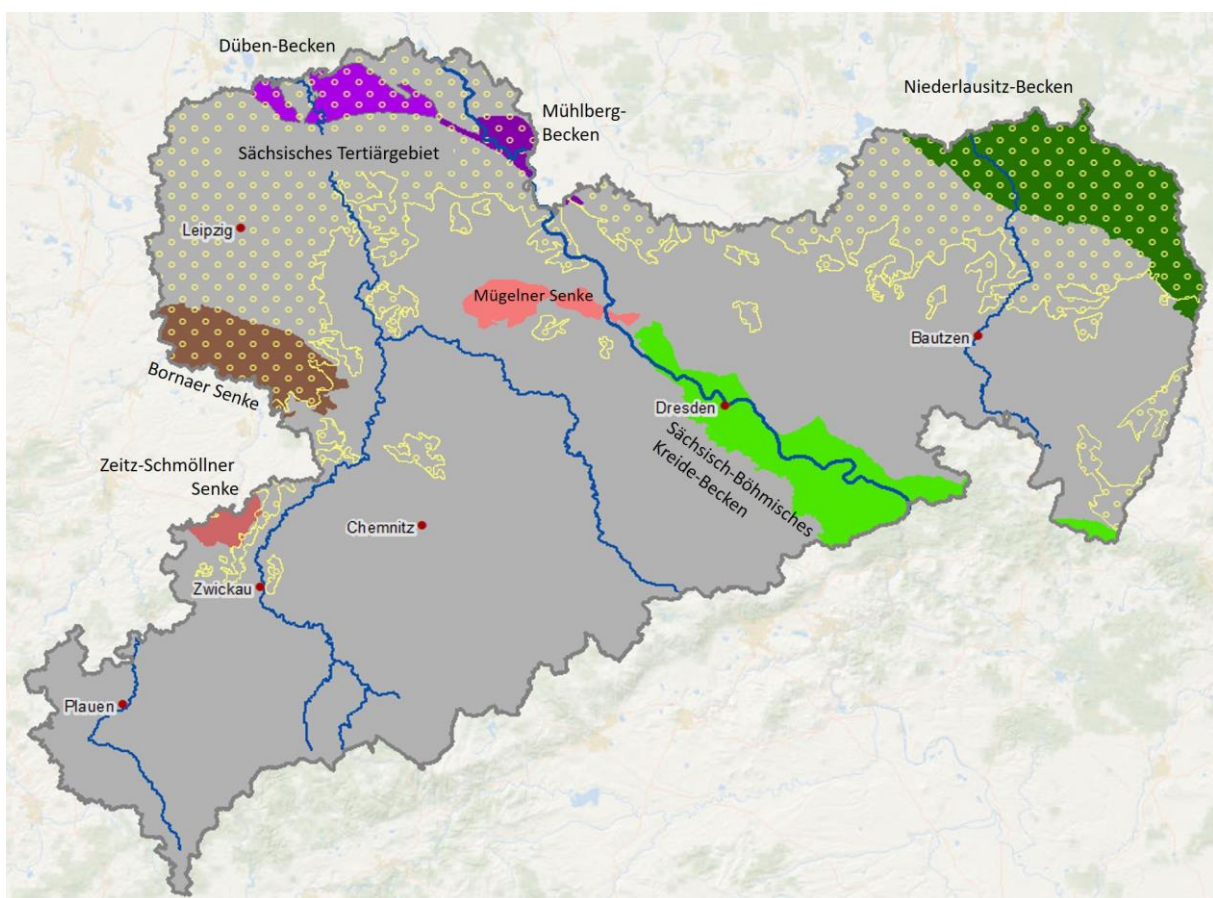 Düben-Becken
Niederlausitz-Becken
Mühlberg-
Becken
Sächsisches Tertiärgebiet
Leipzig
Mügelner Senke
Bautzen
Bornaer Senke
Dresden
Sächsisch-Böhmisches
Kreide-Becken
Zeitz-Schmöllner
Senke
Chemnitz
Zwickau
Plauen